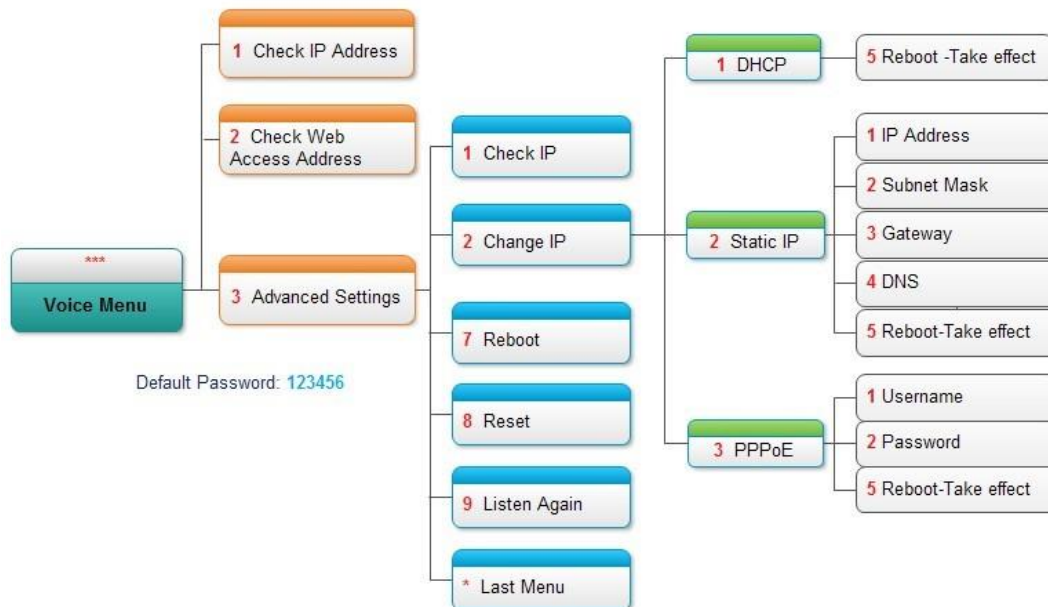 ***
Voice Menu
Default Password: 123456
1 Check IP Address
2 Check Web
Access Address
3 Advanced Settings
1 Check IP
2 Change IP
7 Reboot
8 Reset
9 Listen Again
* Last Menu
1 DHCP
5 Reboot -Take effect
2 Static IP
1 IP Address
2 Subnet Mask
3 Gateway
4 DNS
5 Reboot-Take effect
3 PPPoE
1 Username
2 Password
5 Reboot-Take effect